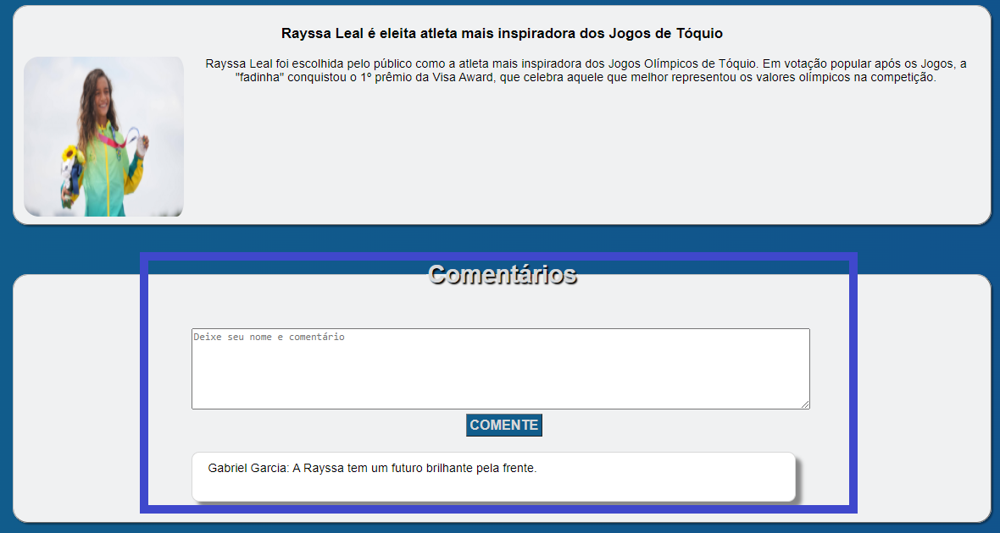 Rayssa Leal é eleita atleta mais inspiradora dos Jogos de Tóquio
Rayssa Leal foi escolhida pelo público como a atleta mais inspiradora dos Jogos Olímpicos de Tóquio. Em votação popular após os Jogos, a
"fadinha" conquistou o 1º prêmio da Visa Award, que celebra aquele que melhor representou os valores olímpicos na competição.
Comentários
Deixe seu nome e comentário
COMENTE
Gabriel Garcia: A Rayssa tem um futuro brilhante pela frente.